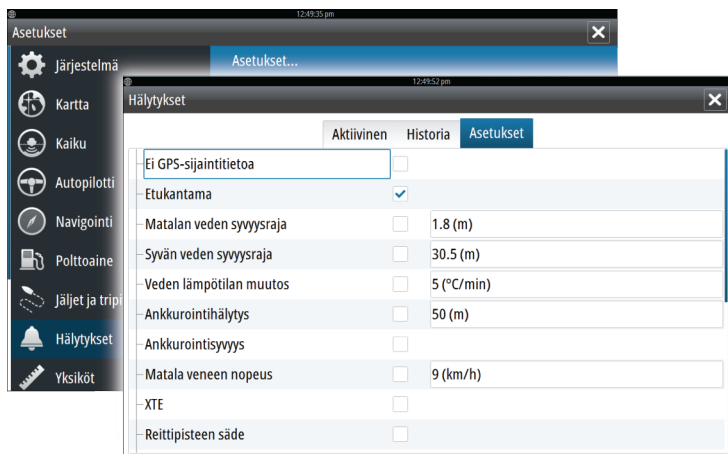 12:49:35 pm
Asetukset
Järjestelmä
Asetukset...
Kartta
Kaiku
Autopilotti
Navigointi
Polttoaine
Jäljet ja tripi
Hälytykset
Yksiköt
12:49:52 pm
Hälytykset
Aktiivinen Historia Asetukset
Ei GPS-sijaintitietoa
Etukantama
Matalan veden syvyysraja 1.8 (m)
Syvän veden syvyysraja 30.5 (m)
Veden lämpötilan muutos 5 (°C/min)
Ankkurointihälytys 50 (m)
Ankkurointisyvyys
Matala veneen nopeus 9 (km/h)
XTE
Reittipisteen säde